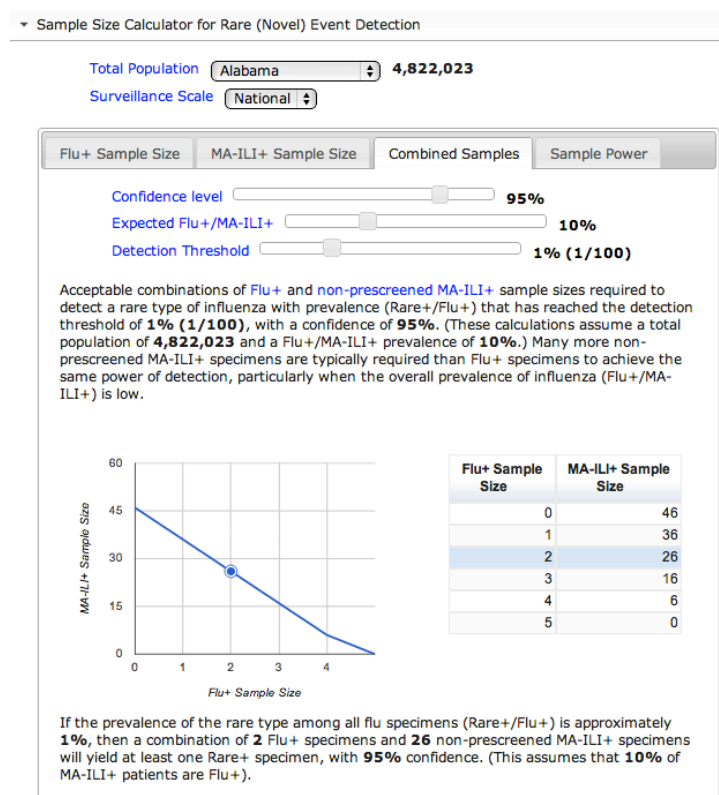 Sample Size Calculator for Rare (Novel) Event Detection
Total Population Alabama 4,822,023
Surveillance Scale National
Flu+ Sample Size MA-ILI+ Sample Size Combined Samples Sample Power
Confidence level 95%
Expected Flu+/MA-ILI+ 10%
Detection Threshold 1% (1/100)
Acceptable combinations of Flu+ and non-prescreened MA-ILI+ sample sizes required to
detect a rare type of influenza with prevalence (Rare+/Flu+) that has reached the detection
threshold of 1% (1/100), with a confidence of 95%. (These calculations assume a total
population of 4,822,023 and a Flu+/MA-ILI+ prevalence of 10%.) Many more non-
prescreened MA-ILI+ specimens are typically required than Flu+ specimens to achieve the
same power of detection, particularly when the overall prevalence of influenza (Flu+/MA-
ILI+) is low.
60
45
30
15
0
MA-ILI+ Sample Size
0 1 2 3 4
Flu+ Sample Size
Flu+ Sample MA-ILI+ Sample
Size Size
0 46
1 36
2 26
3 16
4 6
5 0
If the prevalence of the rare type among all flu specimens (Rare+/Flu+) is approximately
1%, then a combination of 2 Flu+ specimens and 26 non-prescreened MA-ILI+ specimens
will yield at least one Rare+ specimen, with 95% confidence. (This assumes that 10% of
MA-ILI+ patients are Flu+).